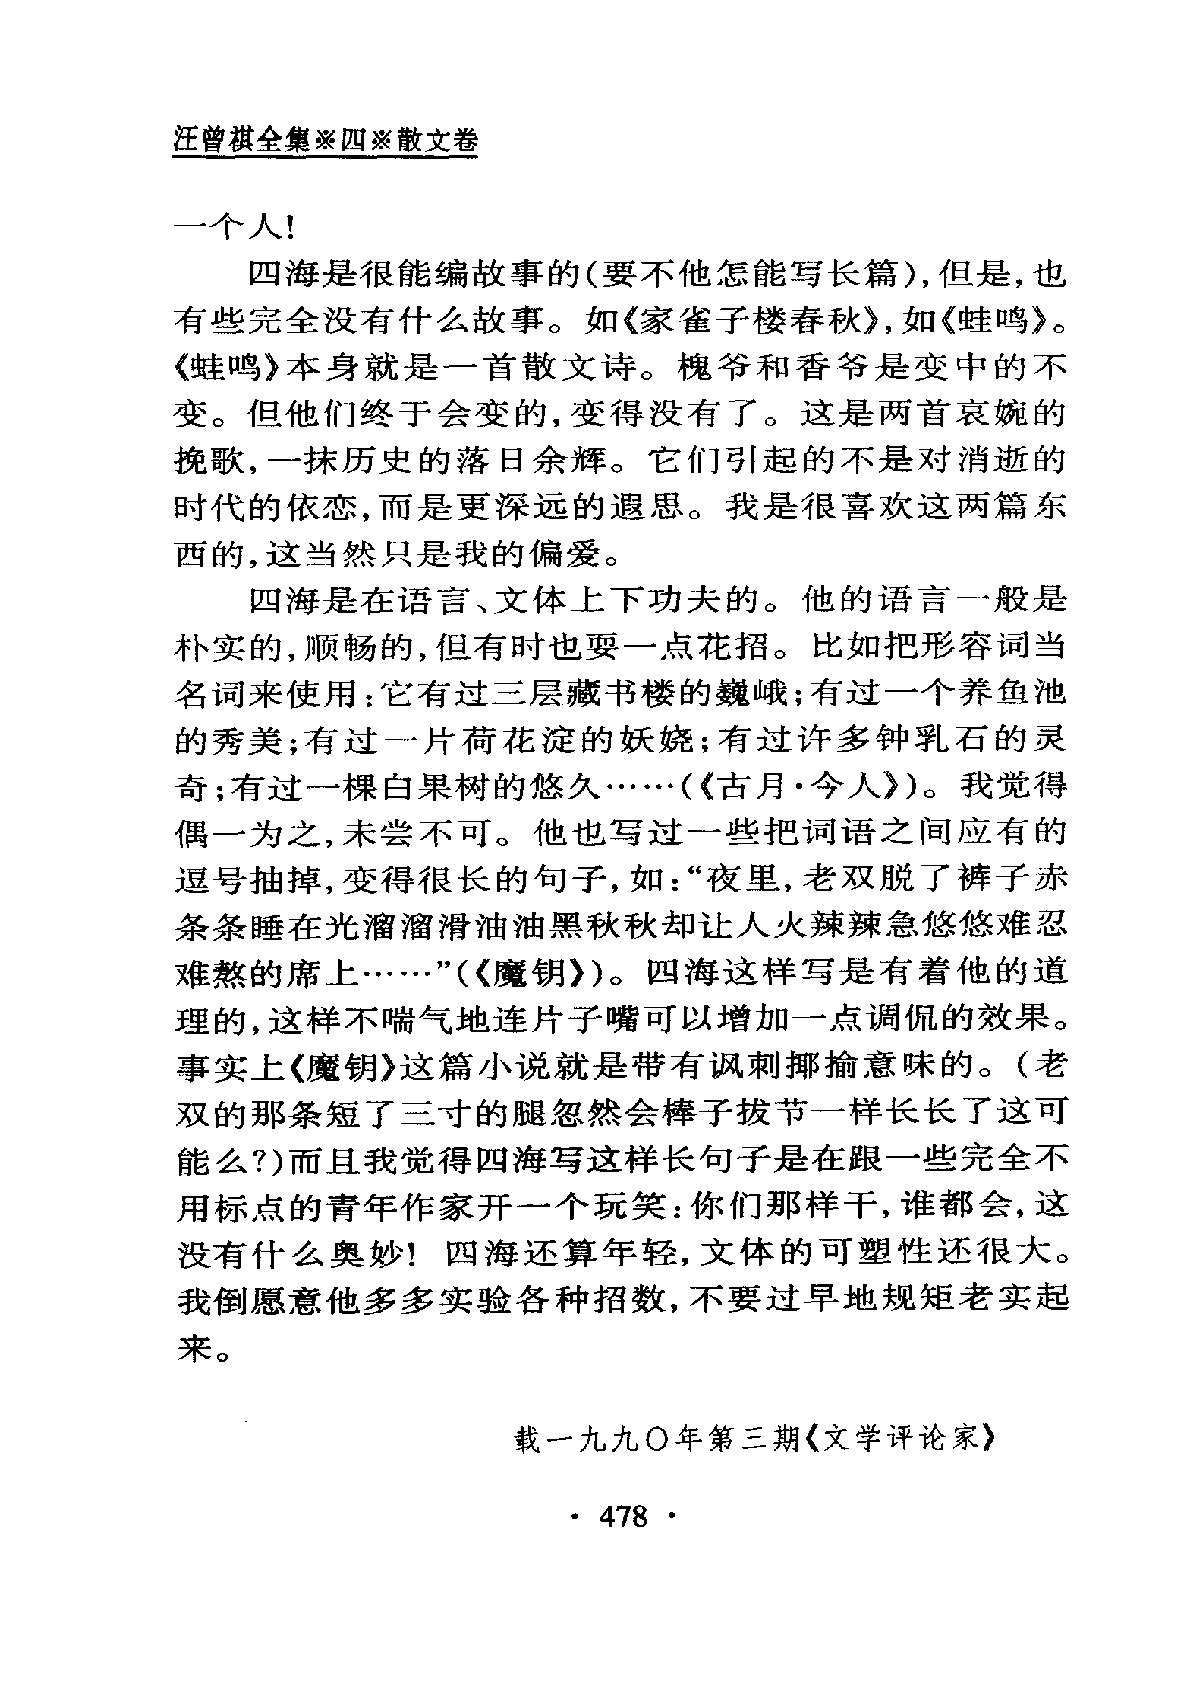 汪曾祺全集※四※散文卷
一个人!
四海是很能编故事的(要不他怎能写长篇),但是,也
有些完全没有什么故事。如《家雀子楼春秋》,如《蛙鸣》。
《蛙鸣》本身就是一首散文诗。槐爷和香爷是变中的不
变。但他们终于会变的,变得没有了。这是两首哀婉的
挽歌,一抹历史的落日余辉。它们引起的不是对消逝的
时代的依恋,而是更深远的遐思。我是很喜欢这两篇东
西的,这当然只是我的偏爱。
四海是在语言、文体上下功夫的。他的语言一般是
朴实的,顺畅的,但有时也耍一点花招。比如把形容词当
名词来使用:它有过三层藏书楼的巍峨;有过一个养鱼池
的秀美;有过一片荷花淀的妖娆;有过许多钟乳石的灵
奇;有过一棵白果树的悠久……(《古月·今人》)。我觉得
偶一为之,未尝不可。他也写过一些把词语之间应有的
逗号抽掉,变得很长的句子,如:“夜里,老双脱了裤子赤
条条睡在光溜溜滑油油黑秋秋却让人火辣辣急悠悠难忍
难熬的席上……”(《魔钥》)。四海这样写是有着他的道
理的,这样不喘气地连片子嘴可以增加一点调侃的效果。
事实上《魔钥》这篇小说就是带有讽刺揶揄意味的。(老
双的那条短了三寸的腿忽然会棒子拔节一样长长了这可
能么?)而且我觉得四海写这样长句子是在跟一些完全不
用标点的青年作家开一个玩笑:你们那样干,谁都会,这
没有什么奥妙! 四海还算年轻,文体的可塑性还很大。
我倒愿意他多多实验各种招数,不要过早地规矩老实起
来。
载一九九〇年第三期《文学评论家》
· 478 ·